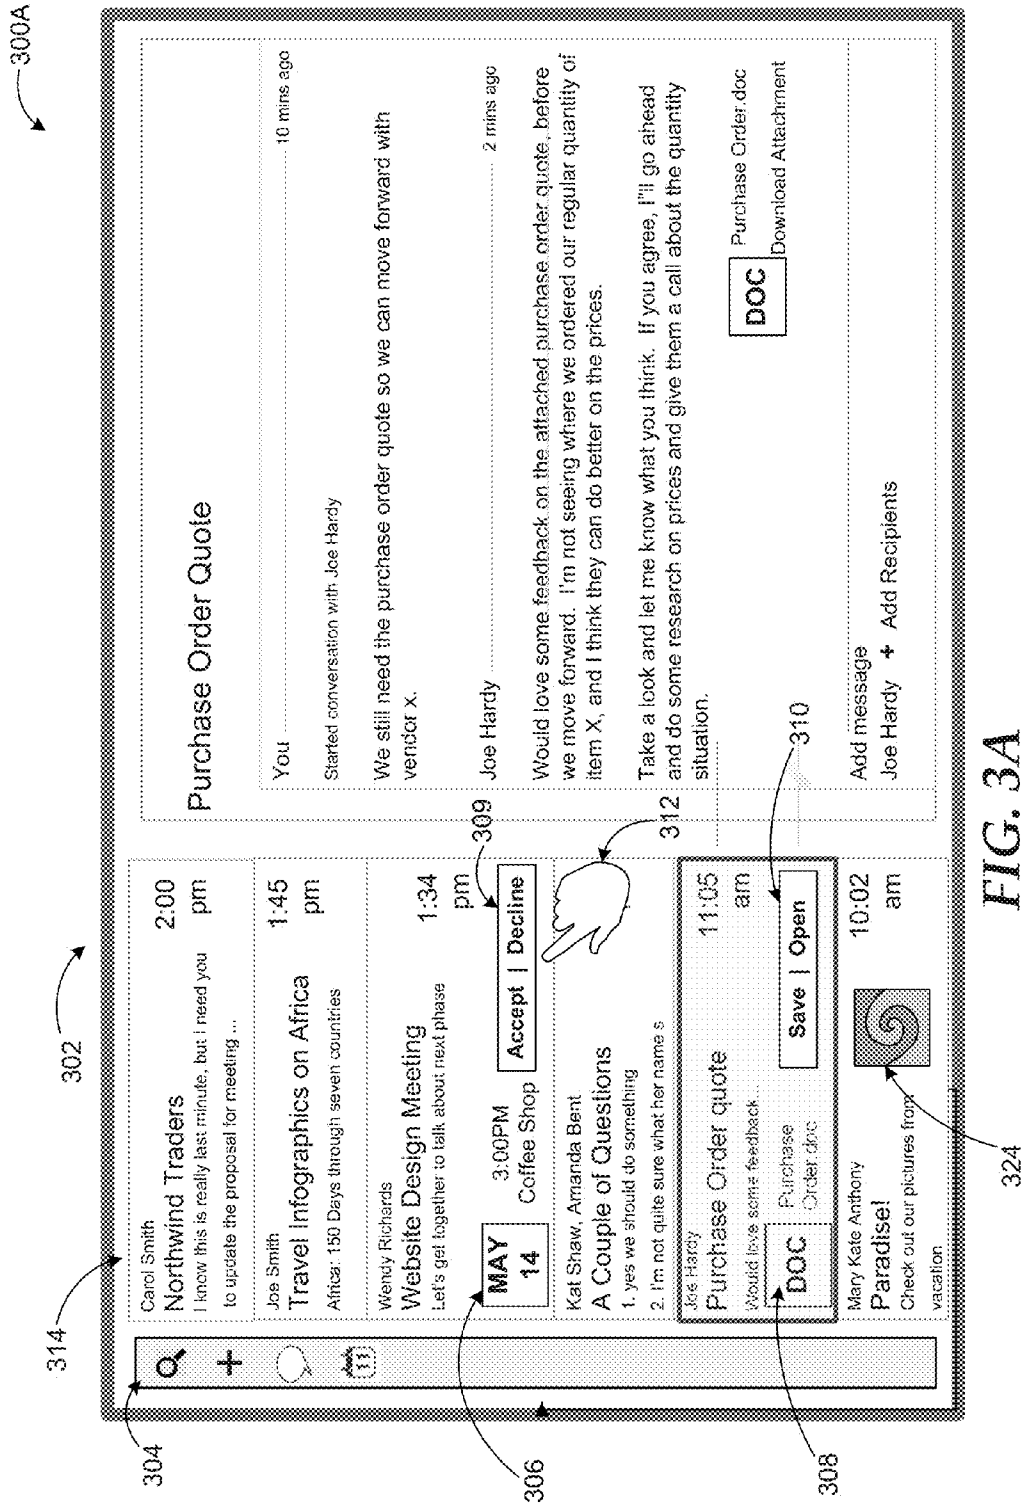 300A
302
314
304
Carol Smith
Northwind Traders
2:00
pm
I know this is really last minute, but I need you
to update the proposal for meeting ...
Joe Smith
Travel Infographics on Africa
1:45
pm
Africa: 150 Days through seven countries
Wendy Richards
Website Design Meeting
1:34
pm
Let's get together to talk about next phase
MAY
14
3:00PM
Coffee Shop
Accept | Decline
309
306
Kat Shaw, Amanda Bent
A Couple of Questions
1. yes we should do something
2. I'm not quite sure what her name s
312
Joe Hardy
Purchase Order quote
11:05
am
Would love some feedback..
DOC
Purchase
Order.doc
Save | Open
310
308
Mary Kate Anthony
Paradise!
10:02
am
Check out our pictures from
vacation
324
Purchase Order Quote
You
10 mins ago
Started conversation with Joe Hardy
We still need the purchase order quote so we can move forward with
vendor x.
Joe Hardy
2 mins ago
Would love some feedback on the attached purchase order quote, before
we move forward. I'm not seeing where we ordered our regular quantity of
item X, and I think they can do better on the prices.
Take a look and let me know what you think. If you agree, I"ll go ahead
and do some research on prices and give them a call about the quantity
situation.
DOC
Purchase Order.doc
Download Attachment
Add message
Joe Hardy + Add Recipients
11
FIG. 3A